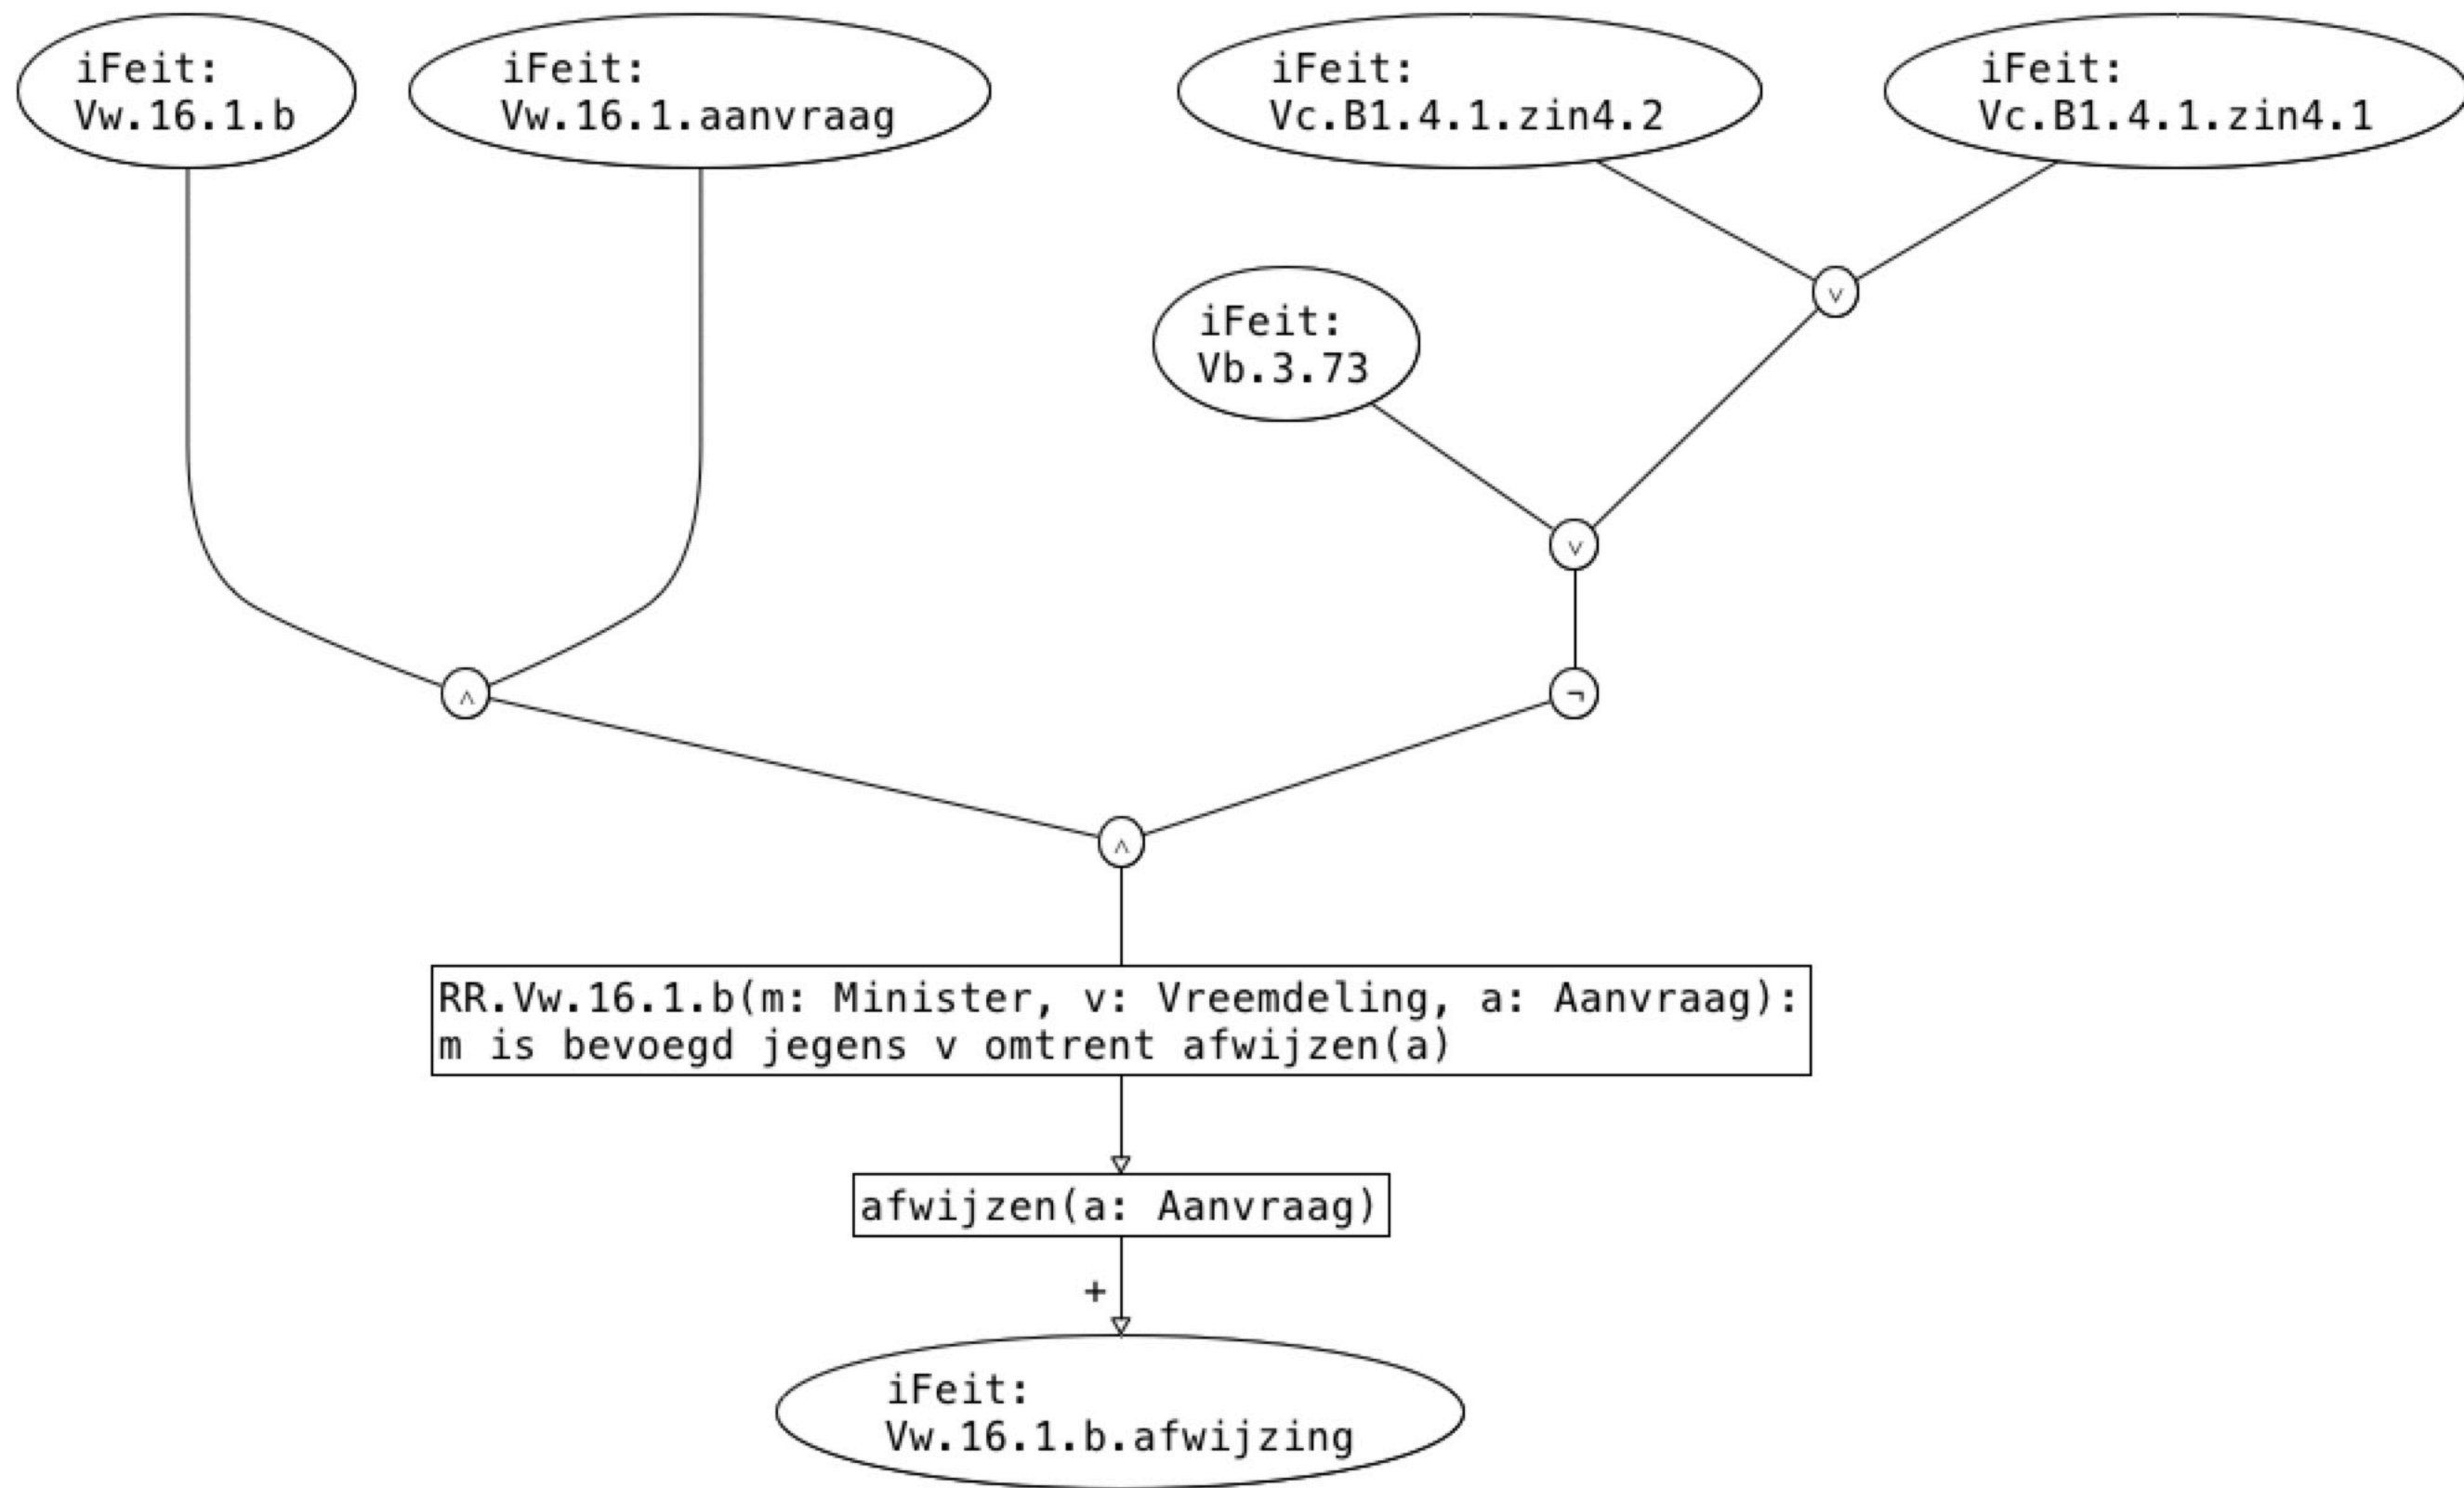 iFeit:
Vw.16.1.b
iFeit:
Vw.16.1.aanvraag
iFeit:
Vc.B1.4.1.zin4.2
iFeit:
Vc.B1.4.1.zin4.1
∨
iFeit:
Vb.3.73
∨
∧
¬
∧
RR.Vw.16.1.b(m: Minister, v: Vreemdeling, a: Aanvraag):
m is bevoegd jegens v omtrent afwijzen(a)
afwijzen(a: Aanvraag)
+
iFeit:
Vw.16.1.b.afwijzing